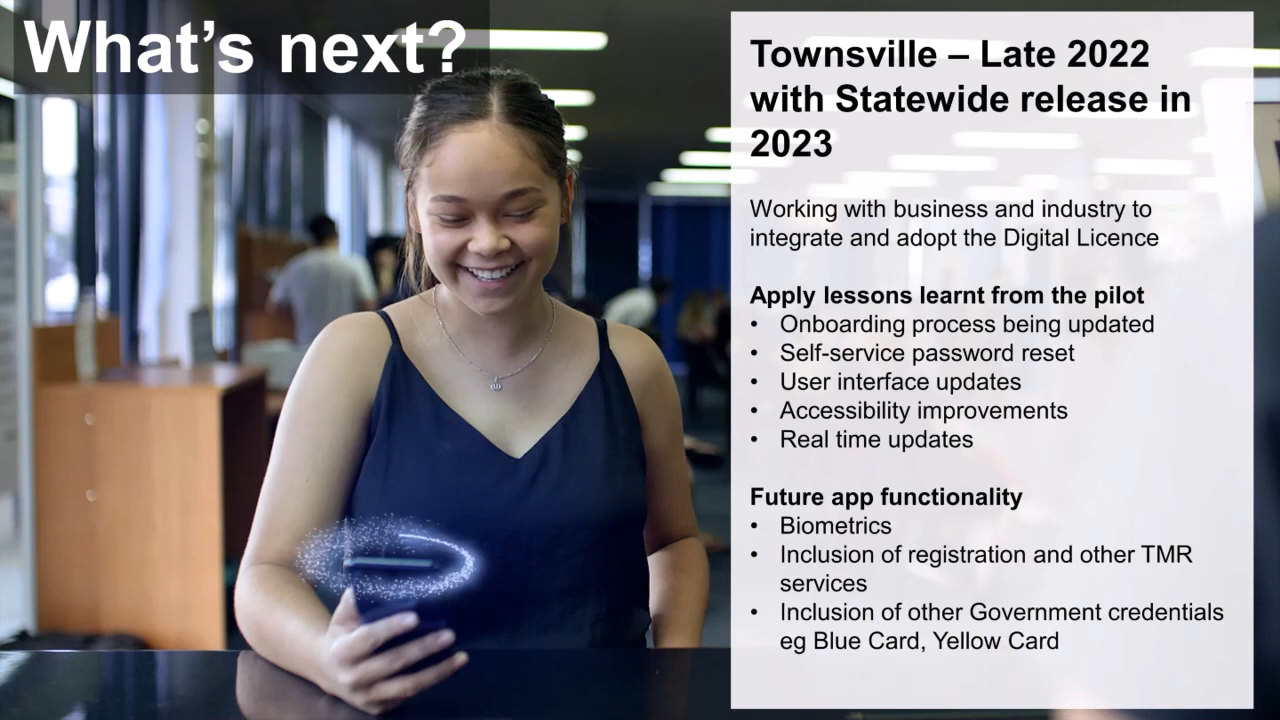 What's next?
Townsville – Late 2022
with Statewide release in
2023
Working with business and industry to
integrate and adopt the Digital Licence
Apply lessons learnt from the pilot
• Onboarding process being updated
• Self-service password reset
• User interface updates
• Accessibility improvements
• Real time updates
Future app functionality
• Biometrics
• Inclusion of registration and other TMR
services
• Inclusion of other Government credentials
eg Blue Card, Yellow Card